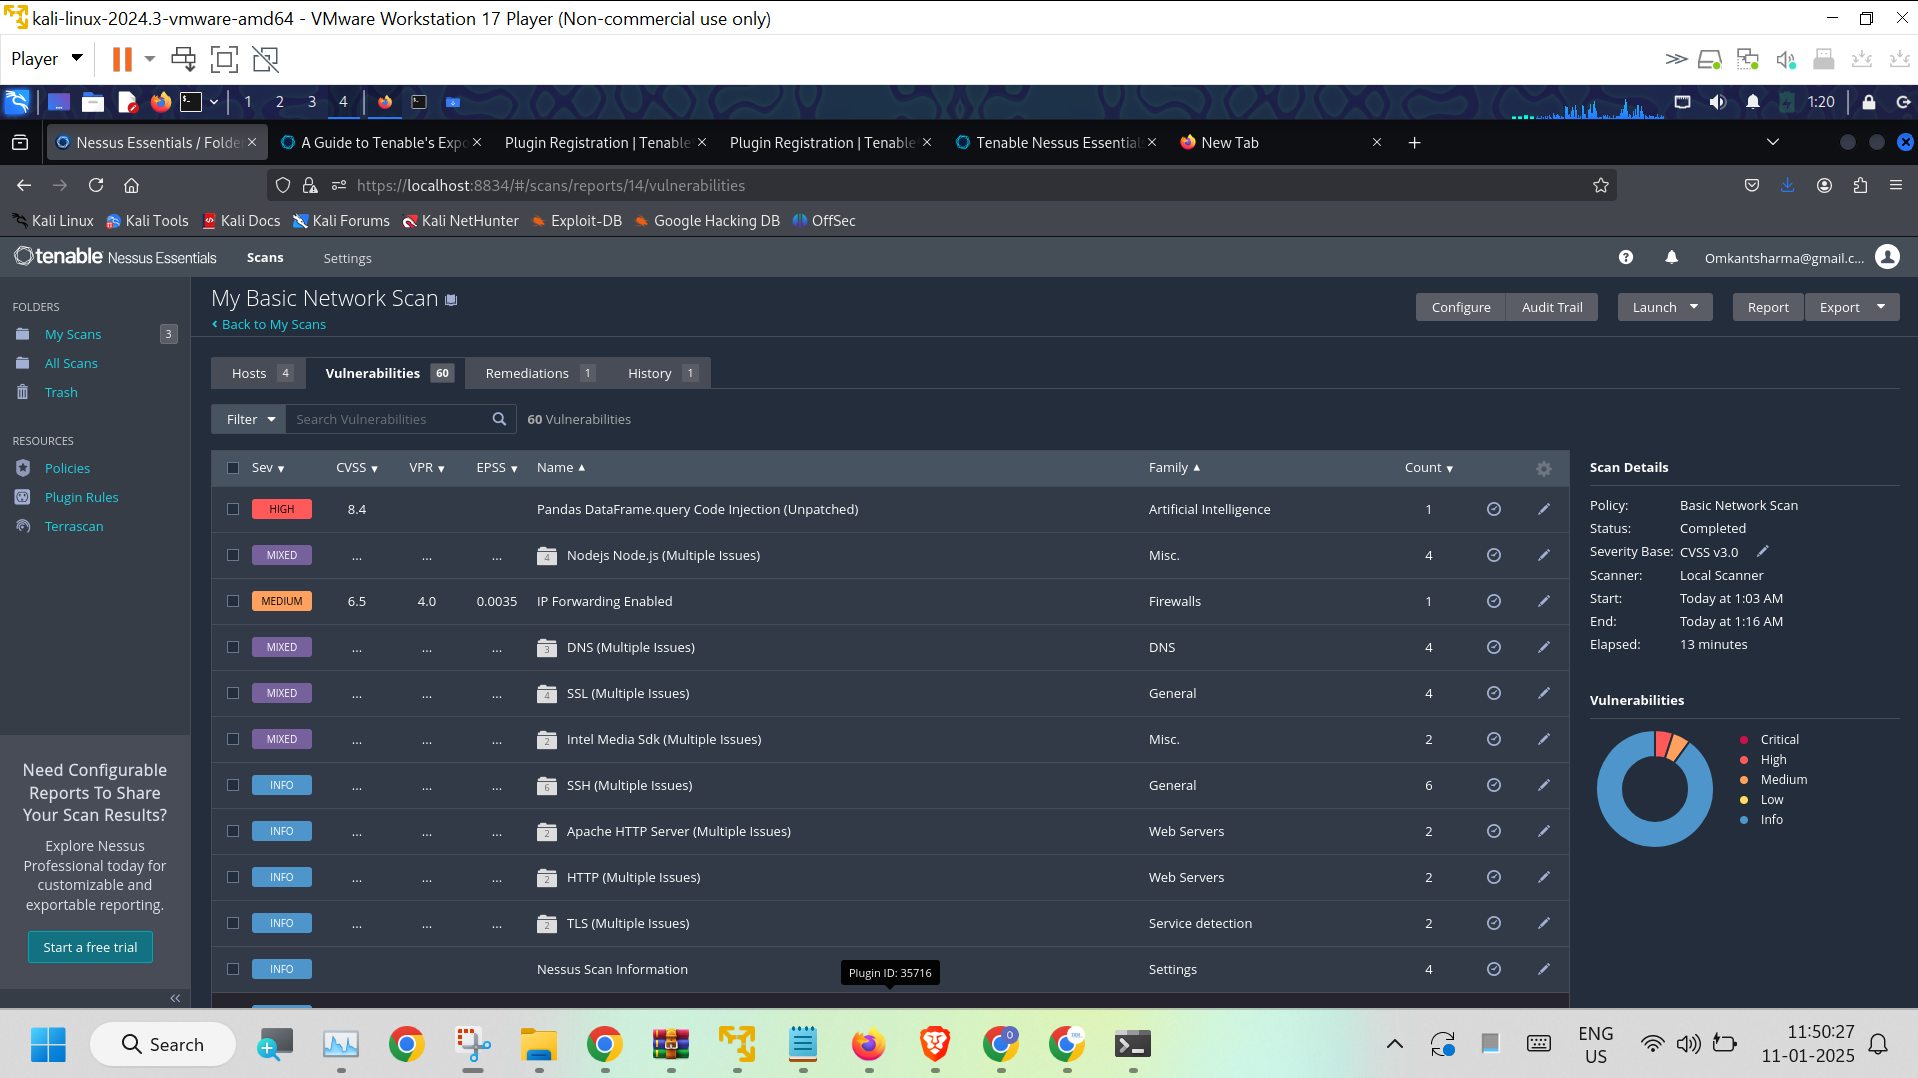 kali-linux-2024.3-vmware-amd64 - VMware Workstation 17 Player (Non-commercial use only)
Player
1 2 3 4 1:20
Nessus Essentials / Folde A Guide to Tenable's Expo Plugin Registration | Tenable Plugin Registration | Tenable Tenable Nessus Essential New Tab
https://localhost:8834/#/scans/reports/14/vulnerabilities
Kali Linux Kali Tools Kali Docs Kali Forums Kali NetHunter Exploit-DB Google Hacking DB OffSec
tenable Nessus Essentials Scans Settings Omkantsharma@gmail.c...
FOLDERS
My Scans 3
All Scans
Trash
RESOURCES
Policies
Plugin Rules
Terrascan
Need Configurable
Reports To Share
Your Scan Results?
Explore Nessus
Professional today for
customizable and
exportable reporting.
Start a free trial
My Basic Network Scan
Back to My Scans
Configure Audit Trail Launch Report Export
Hosts 4 Vulnerabilities 60 Remediations 1 History 1
Filter Search Vulnerabilities 60 Vulnerabilities
Sev CVSS VPR EPSS Name Family Count
HIGH 8.4 Pandas DataFrame.query Code Injection (Unpatched) Artificial Intelligence 1
MIXED ... ... ... 4 Nodejs Node.js (Multiple Issues) Misc. 4
MEDIUM 6.5 4.0 0.0035 IP Forwarding Enabled Firewalls 1
MIXED ... ... ... 3 DNS (Multiple Issues) DNS 4
MIXED ... ... ... 4 SSL (Multiple Issues) General 4
MIXED ... ... ... 2 Intel Media Sdk (Multiple Issues) Misc. 2
INFO ... ... ... 6 SSH (Multiple Issues) General 6
INFO ... ... ... 2 Apache HTTP Server (Multiple Issues) Web Servers 2
INFO ... ... ... 2 HTTP (Multiple Issues) Web Servers 2
INFO ... ... ... 2 TLS (Multiple Issues) Service detection 2
INFO Nessus Scan Information Settings 4
Plugin ID: 35716
Scan Details
Policy: Basic Network Scan
Status: Completed
Severity Base: CVSS v3.0
Scanner: Local Scanner
Start: Today at 1:03 AM
End: Today at 1:16 AM
Elapsed: 13 minutes
Vulnerabilities
Critical
High
Medium
Low
Info
Search
ENG
US
11:50:27
11-01-2025